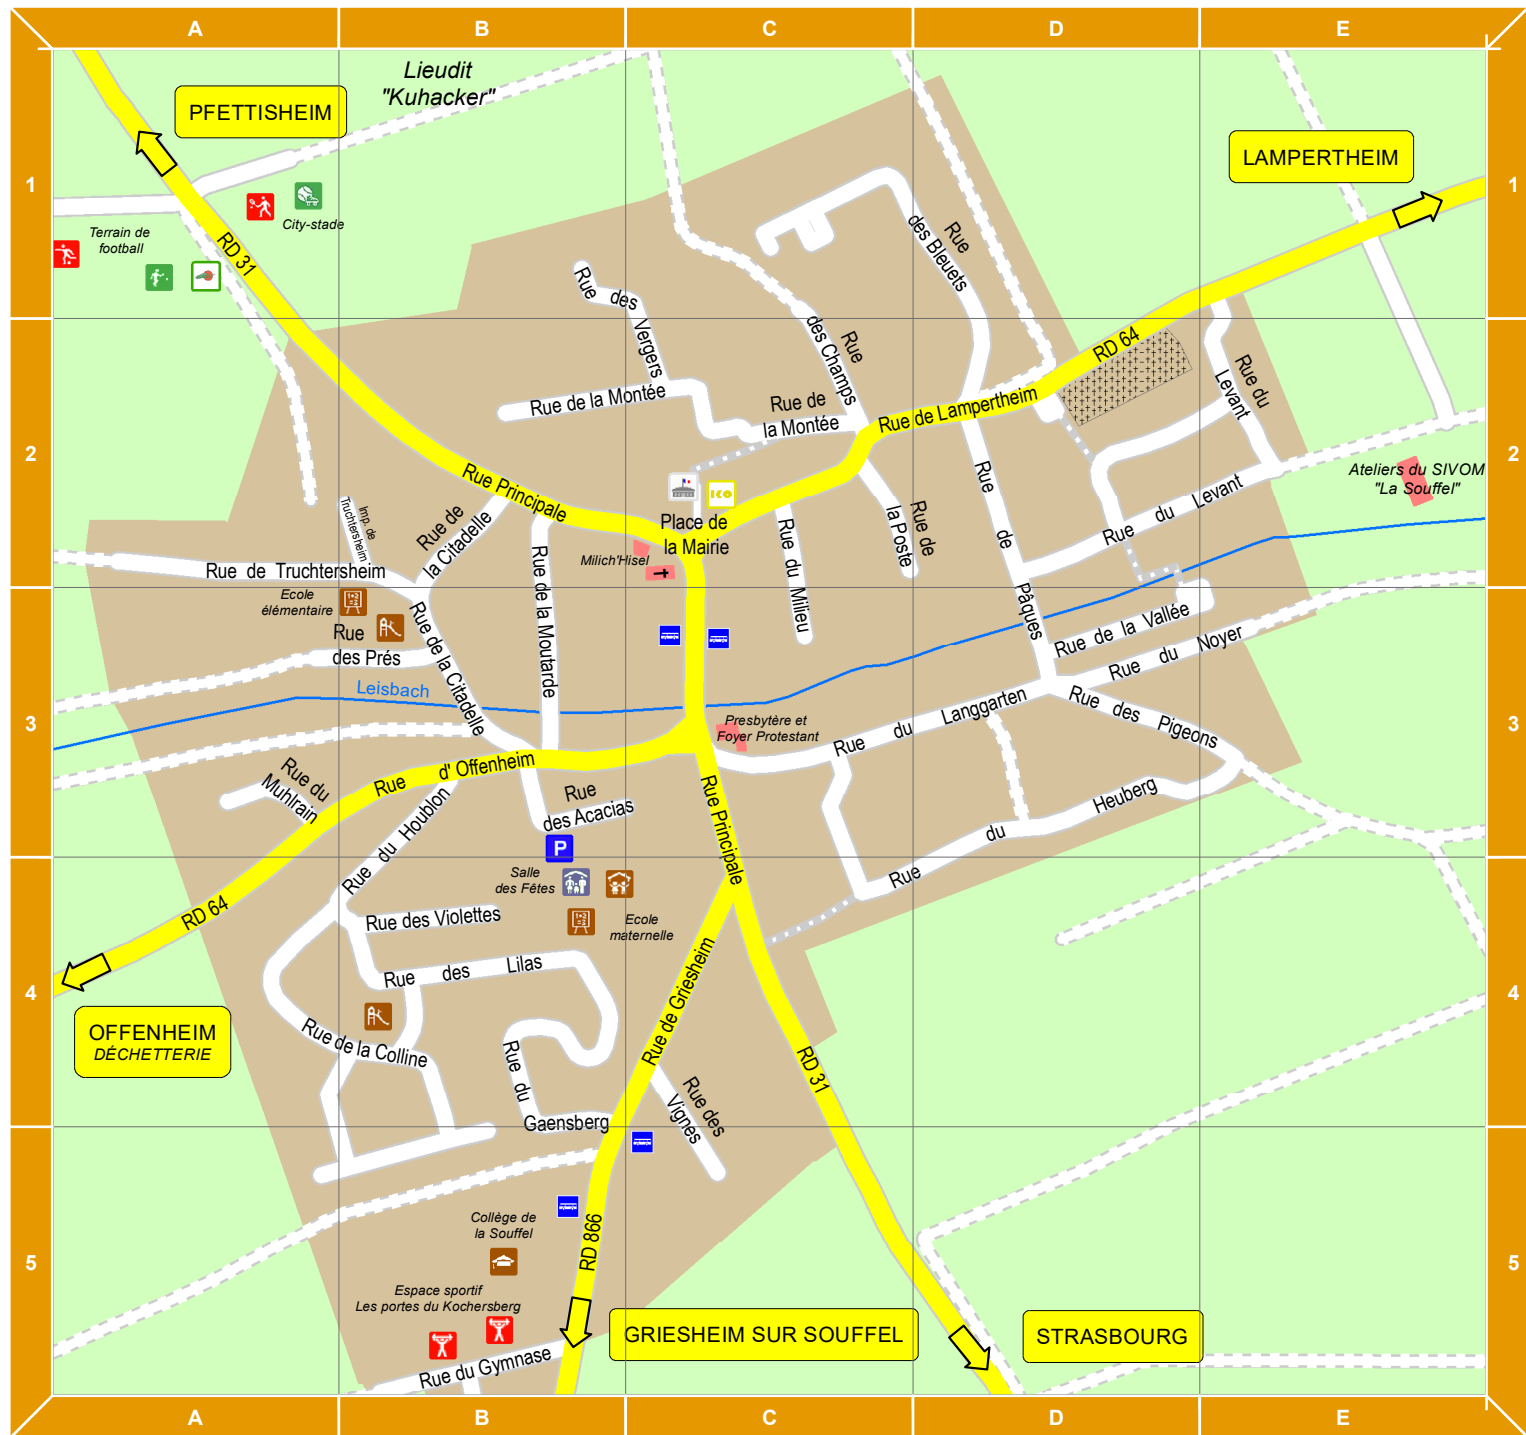 A B C D E
Lieudit
"Kuhacker"
PFETTISHEIM
LAMPERTHEIM
1 1
City-stade
Terrain de
football
RD 31
Rue
des Bleuets
Rue des
Vergers
Rue
des Champs
RD 64
Rue de la Montée
Rue de
la Montée
Rue de Lampertheim
Rue du
Levant
2 2
Rue Principale
Ateliers du SIVOM
"La Souffel"
Imp. de
Truchtersheim
Rue de
la Citadelle
Place de
la Mairie
Milich'Hisel
Rue du Milieu
Rue de
la Poste
Rue de Pâques
Rue du Levant
Rue de Truchtersheim
Ecole
élémentaire
Rue
des Prés
Rue de la Citadelle
Rue de la Moutarde
Rue de la Vallée
Rue du Noyer
Leisbach
3 3
Presbytère et
Foyer Protestant
Rue du Langgarten
Rue des Pigeons
Rue du
Muhlrain
Rue d' Offenheim
Rue
des Acacias
Rue Principale
Rue du Heuberg
Rue du Houblon
P
Salle
des Fêtes
Ecole
maternelle
RD 64
Rue des Violettes
Rue des Lilas
4 4
OFFENHEIM
DÉCHETTERIE
Rue de la Colline
Rue de Griesheim
Rue du
Gaensberg
Rue des
Vignes
RD 31
Collège de
la Souffel
RD 866
5 5
Espace sportif
Les portes du Kochersberg
GRIESHEIM SUR SOUFFEL
STRASBOURG
Rue du Gymnase
A B C D E